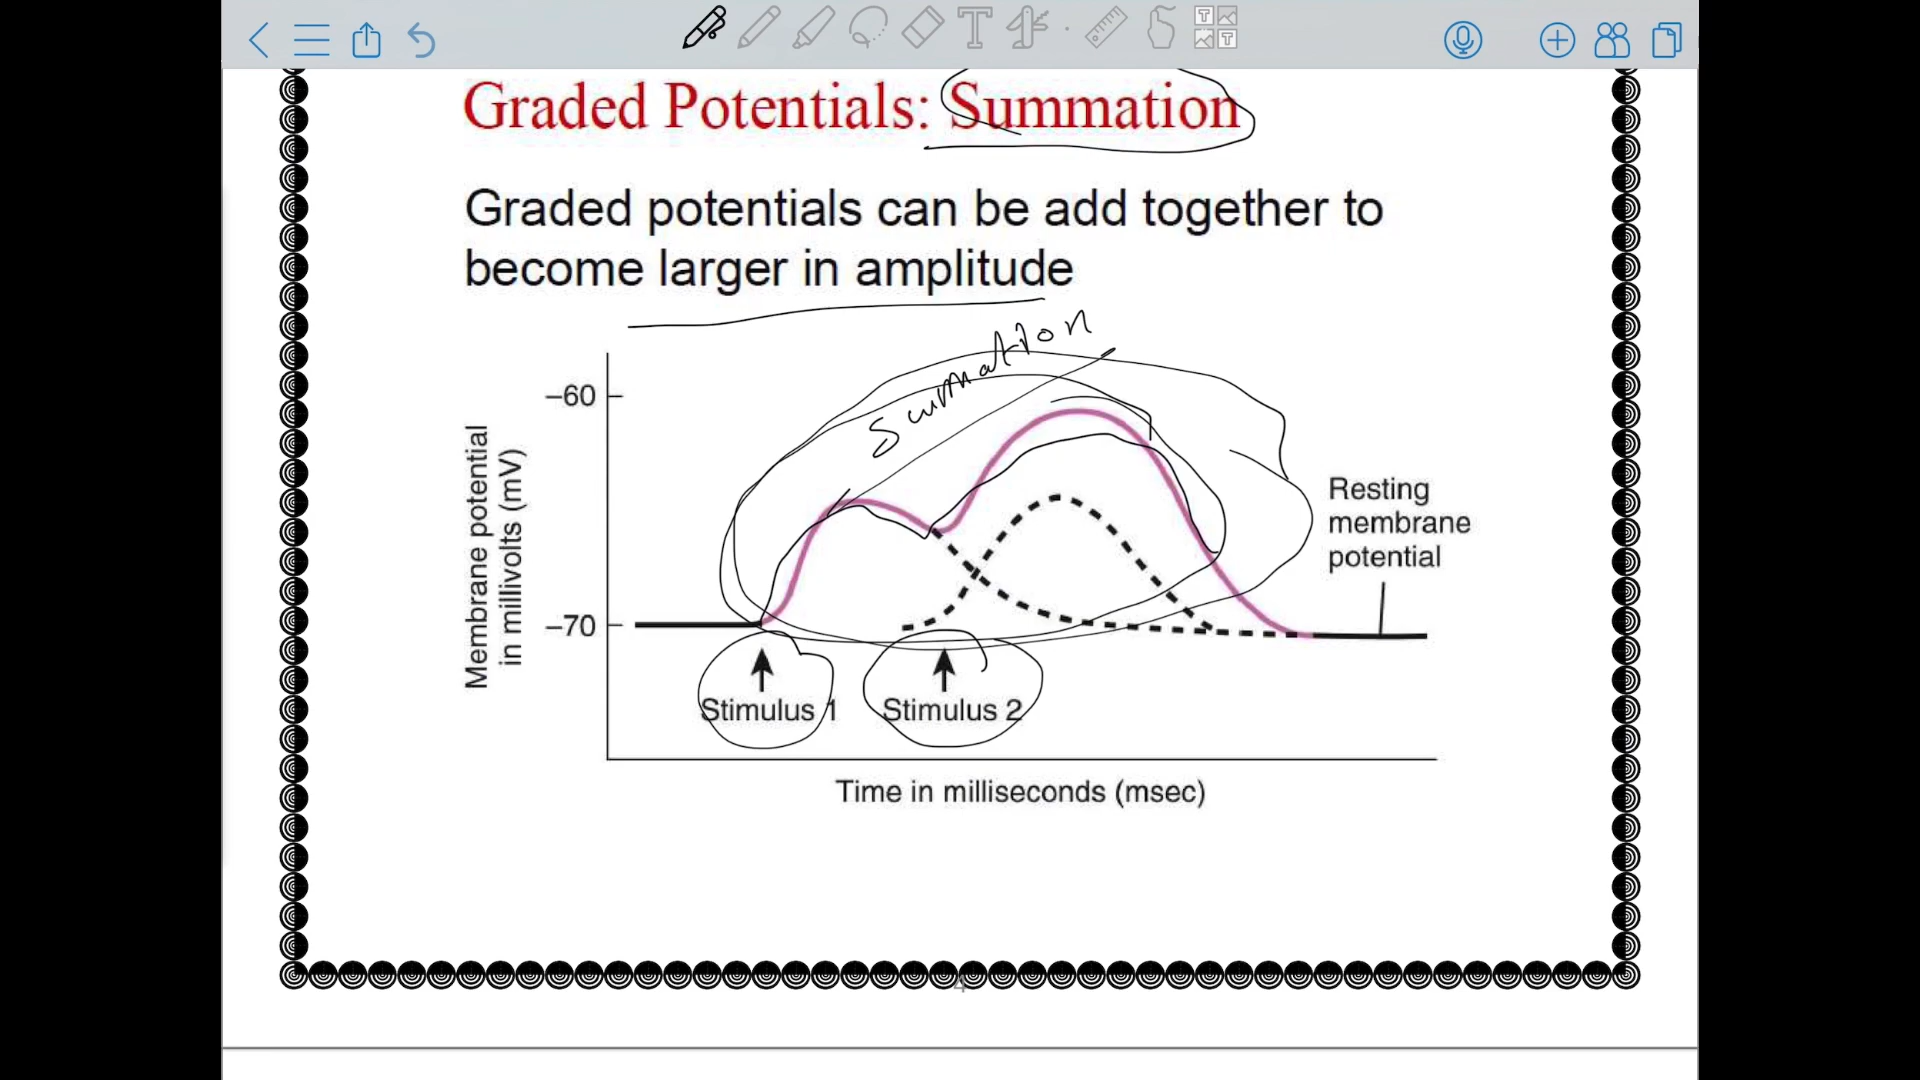 Graded Potentials: Summation
Graded potentials can be add together to
become larger in amplitude
summation
–60
Membrane potential
in millivolts (mV)
Resting
membrane
potential
–70
Stimulus 1
Stimulus 2
Time in milliseconds (msec)
4